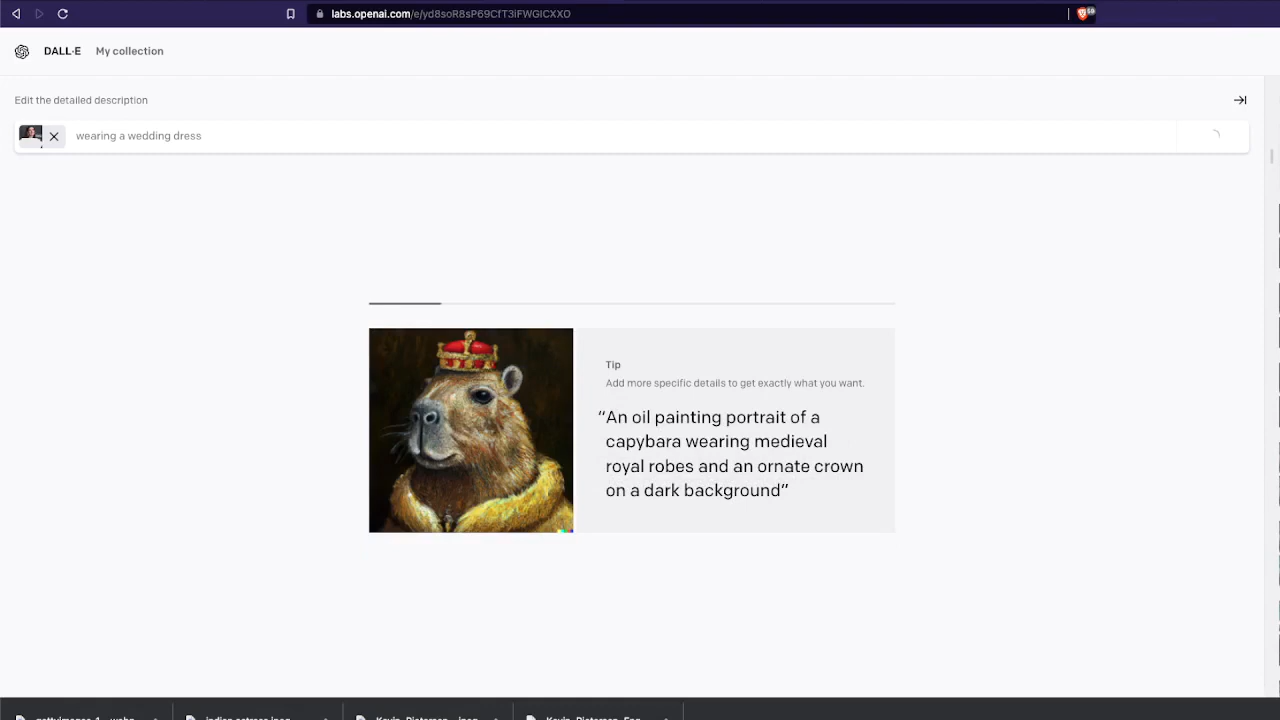 labs.openai.com/e/yd8soR8sP69CfT3iFWGlCXXO
59
DALL·E My collection
Edit the detailed description
wearing a wedding dress
Tip
Add more specific details to get exactly what you want.
“An oil painting portrait of a
capybara wearing medieval
royal robes and an ornate crown
on a dark background”